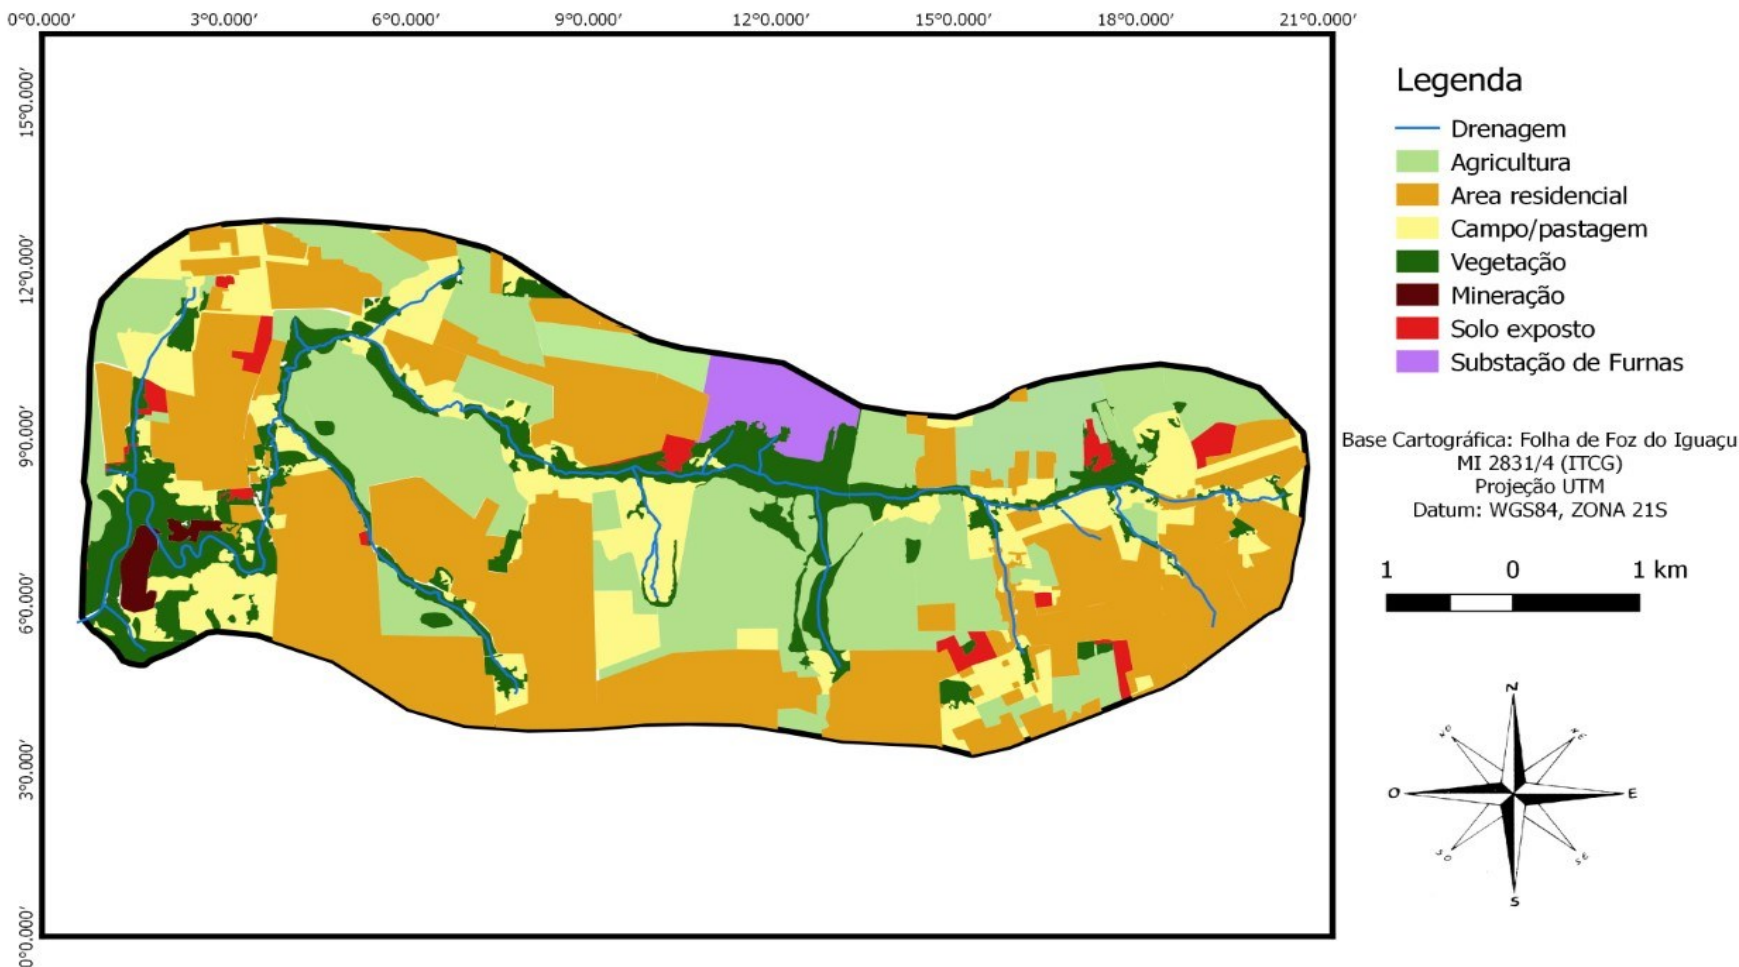 0°0.000′ 3°0.000′ 6°0.000′ 9°0.000′ 12°0.000′ 15°0.000′ 18°0.000′ 21°0.000′
15°0.000′
12°0.000′
9°0.000′
6°0.000′
3°0.000′
0°0.000′
Legenda
Drenagem
Agricultura
Area residencial
Campo/pastagem
Vegetação
Mineração
Solo exposto
Substação de Furnas
Base Cartográfica: Folha de Foz do Iguaçu
MI 2831/4 (ITCG)
Projeção UTM
Datum: WGS84, ZONA 21S
1 0 1 km
N
O E
SO SE
S